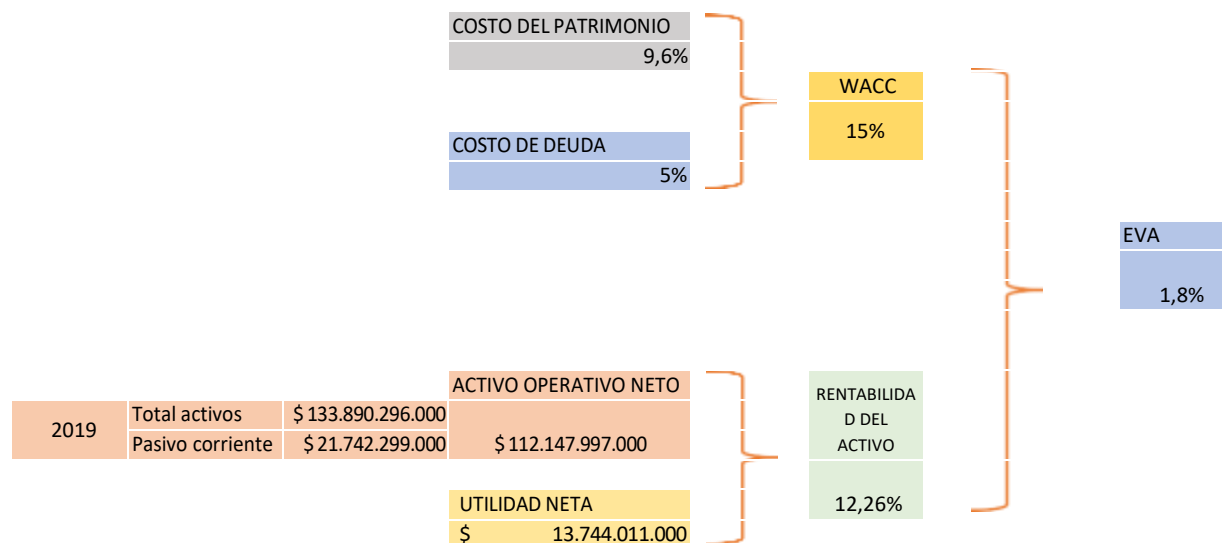 COSTO DEL PATRIMONIO
9,6%
WACC
15%
COSTO DE DEUDA
5%
EVA
1,8%
ACTIVO OPERATIVO NETO
RENTABILIDA
D DEL
ACTIVO
2019
Total activos $ 133.890.296.000
Pasivo corriente $ 21.742.299.000 $ 112.147.997.000
12,26%
UTILIDAD NETA
$ 13.744.011.000